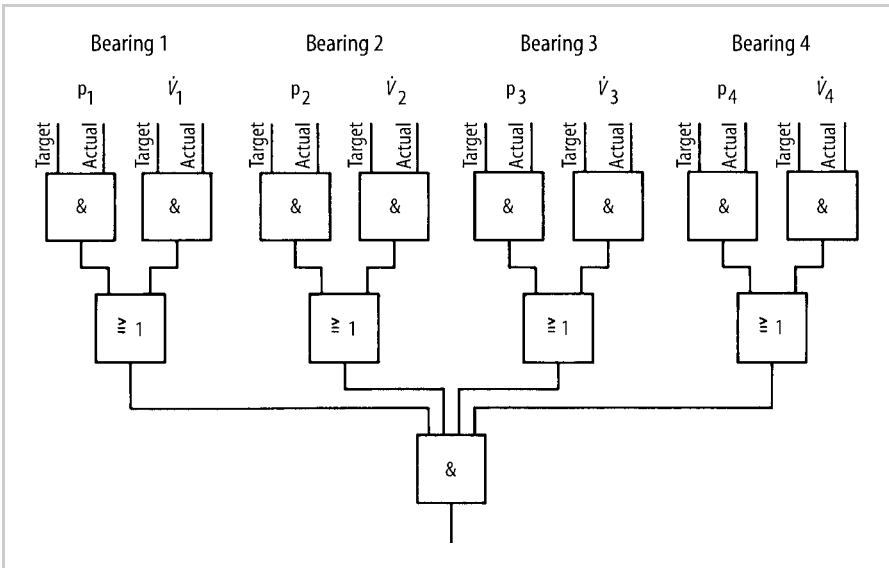 Bearing 1 Bearing 2 Bearing 3 Bearing 4
p1 V̇1 p2 V̇2 p3 V̇3 p4 V̇4
Target Actual Target Actual Target Actual Target Actual Target Actual Target Actual Target Actual Target Actual
& & & & & & & &
≥ 1 ≥ 1 ≥ 1 ≥ 1
&